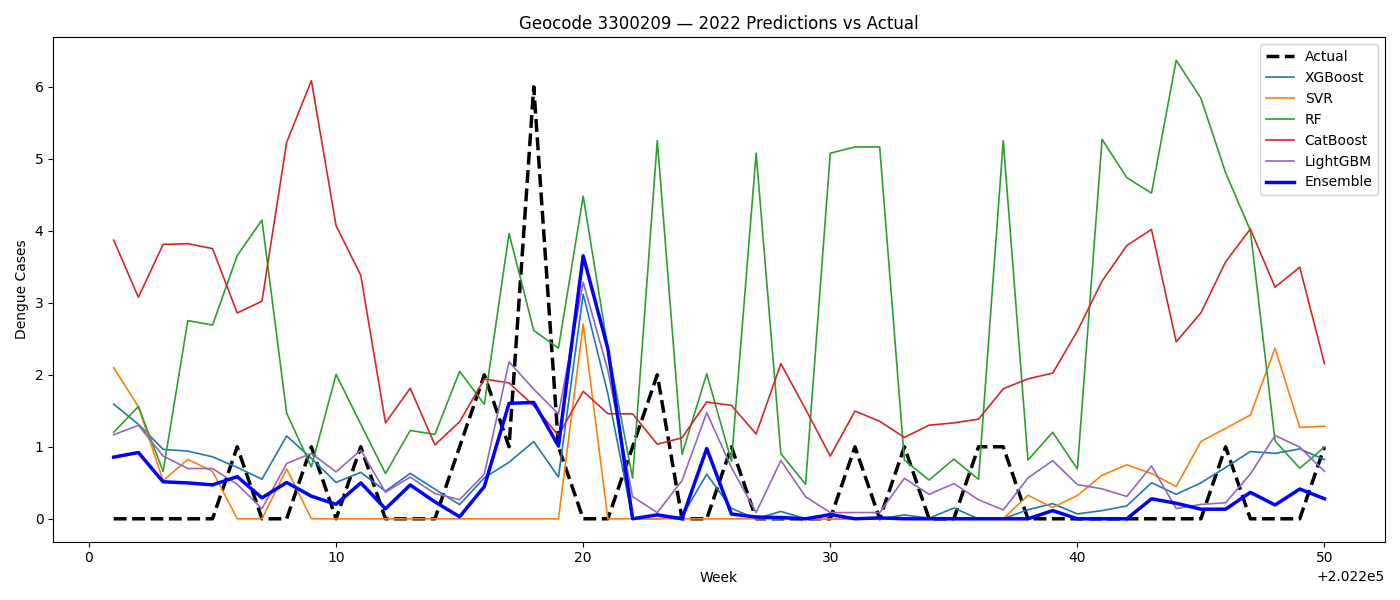 Geocode 3300209 — 2022 Predictions vs Actual
Dengue Cases
6
5
4
3
2
1
0
Actual
XGBoost
SVR
RF
CatBoost
LightGBM
Ensemble
0 10 20 30 40 50
Week
+2.022e5